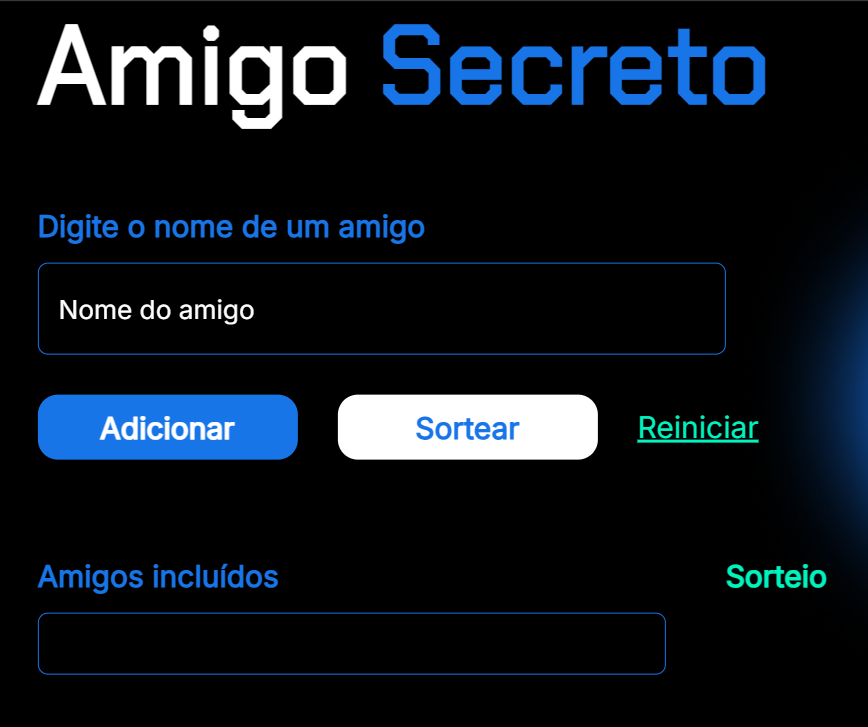 Amigo Secreto
Digite o nome de um amigo
Nome do amigo
Adicionar Sortear Reiniciar
Amigos incluídos Sorteio